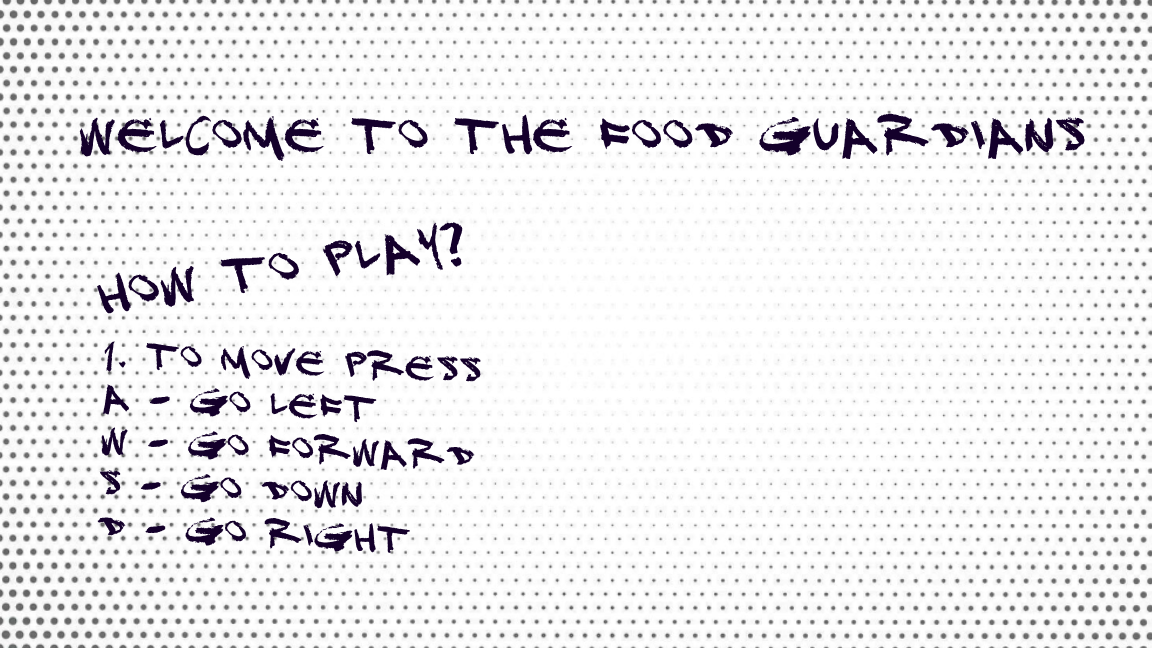 WELCOME TO THE FOOD GUARDIANS
HOW TO PLAY?
1. TO MOVE PRESS
A - GO LEFT
W - GO FORWARD
S - GO DOWN
D - GO RIGHT